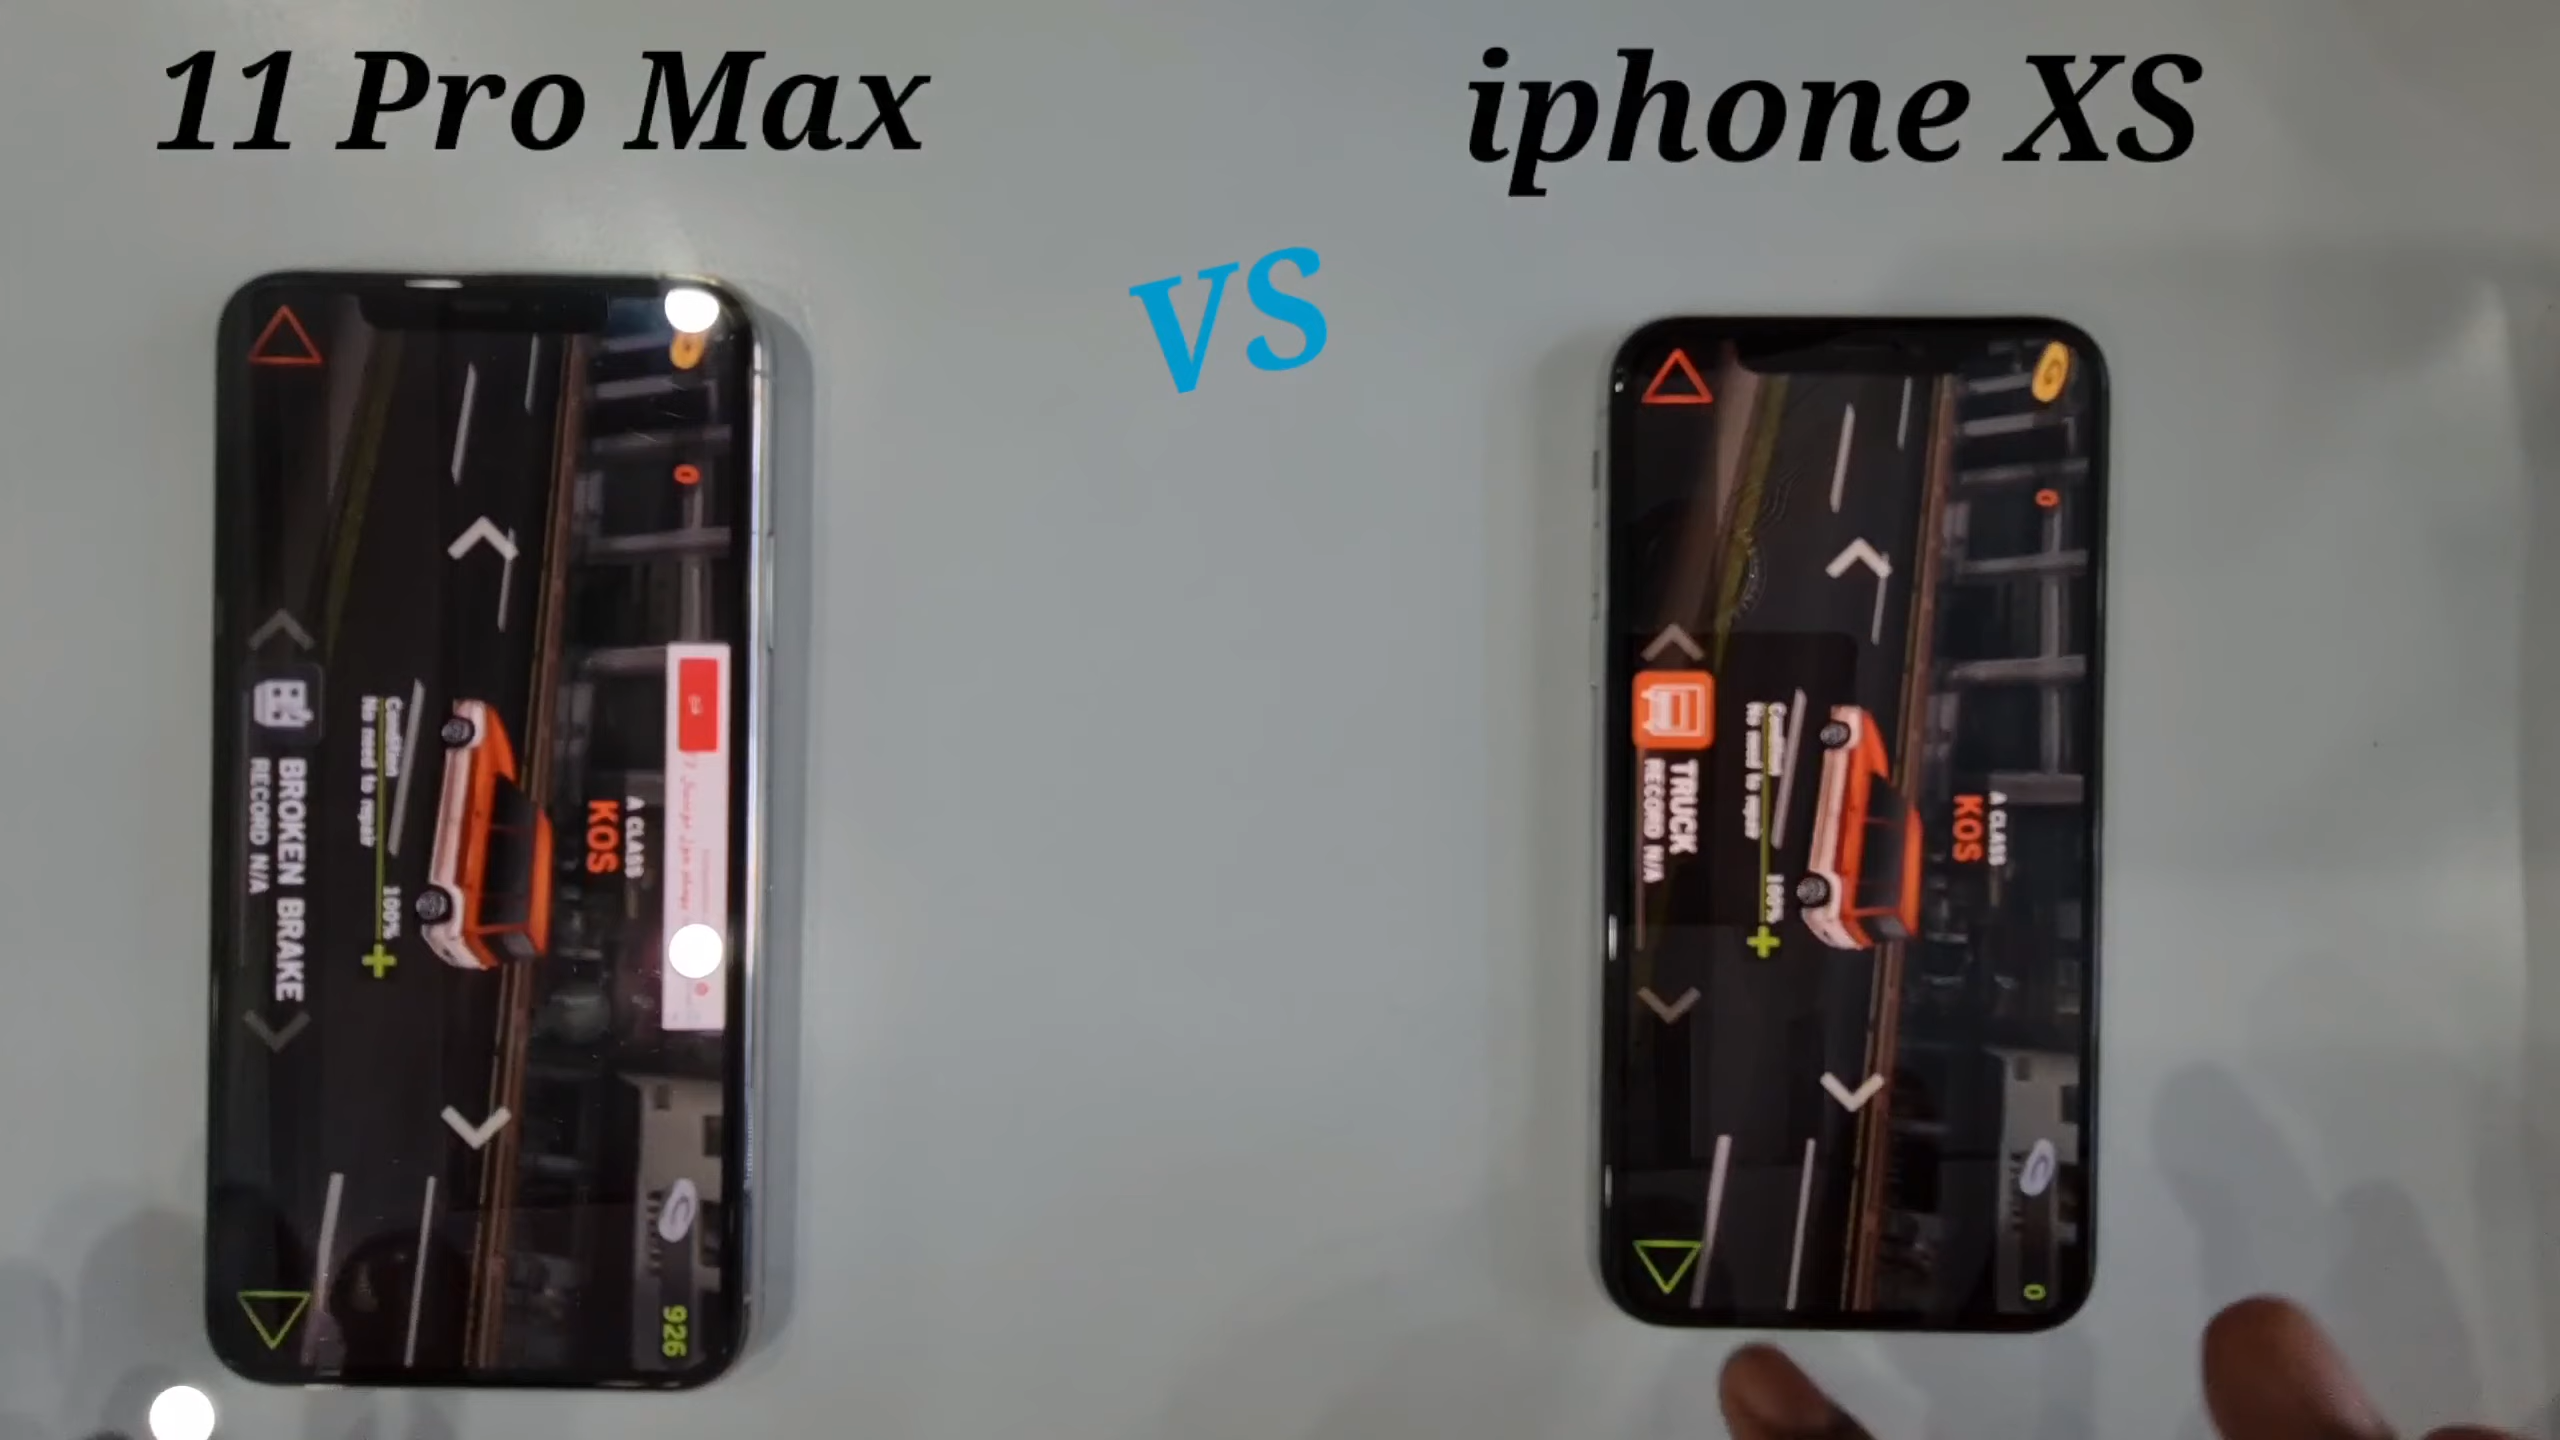 11 Pro Max
iphone XS
VS
0
A CLASS
KOS
Condition
No need to repair
100%
BROKEN BRAKE
RECORD N/A
926
0
A CLASS
KOS
Condition
No need to repair
100%
TRUCK
RECORD N/A
0